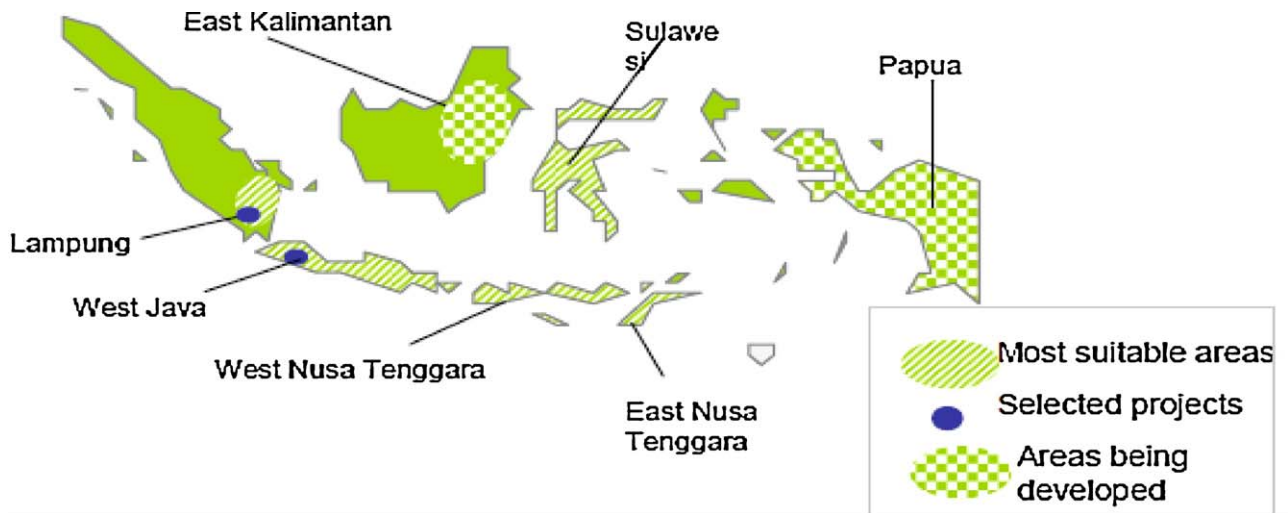 East Kalimantan
Sulawe
si
Papua
Lampung
West Java
West Nusa Tenggara
East Nusa
Tenggara
Most suitable areas
Selected projects
Areas being
developed